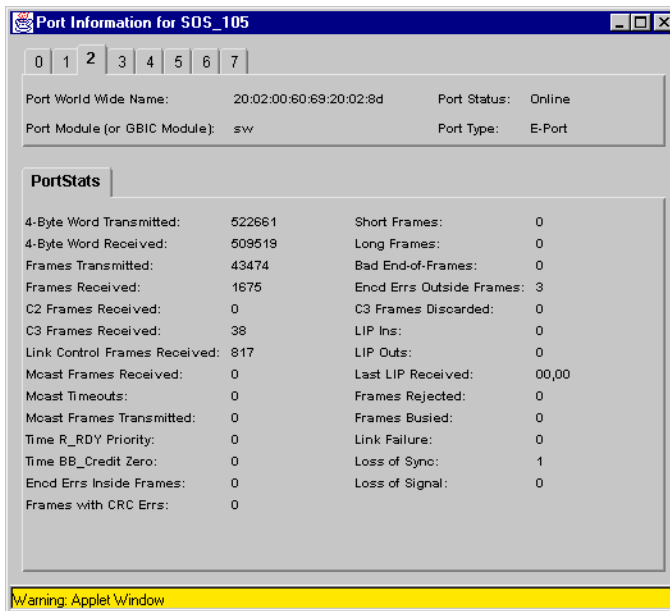 Port Information for SOS_105
0 1 2 3 4 5 6 7
Port World Wide Name: 20:02:00:60:69:20:02:8d Port Status: Online
Port Module (or GBIC Module): sw Port Type: E-Port
PortStats
4-Byte Word Transmitted: 522661 Short Frames: 0
4-Byte Word Received: 509519 Long Frames: 0
Frames Transmitted: 43474 Bad End-of-Frames: 0
Frames Received: 1675 Encd Errs Outside Frames: 3
C2 Frames Received: 0 C3 Frames Discarded: 0
C3 Frames Received: 38 LIP Ins: 0
Link Control Frames Received: 817 LIP Outs: 0
Mcast Frames Received: 0 Last LIP Received: 00,00
Mcast Timeouts: 0 Frames Rejected: 0
Mcast Frames Transmitted: 0 Frames Busied: 0
Time R_RDY Priority: 0 Link Failure: 0
Time BB_Credit Zero: 0 Loss of Sync: 1
Encd Errs Inside Frames: 0 Loss of Signal: 0
Frames with CRC Errs: 0
Warning: Applet Window